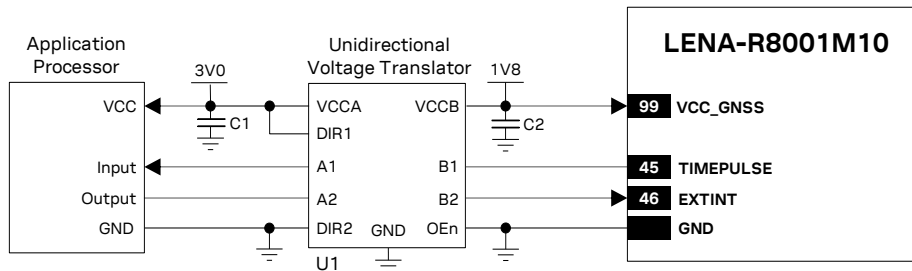 LENA-R8001M10
Application
Processor
Unidirectional
Voltage Translator
3V0
1V8
VCC
VCCA
VCCB
99 VCC_GNSS
C1
C2
DIR1
Input
A1
B1
45 TIMEPULSE
Output
A2
B2
46 EXTINT
GND
DIR2
GND
OEn
GND
U1